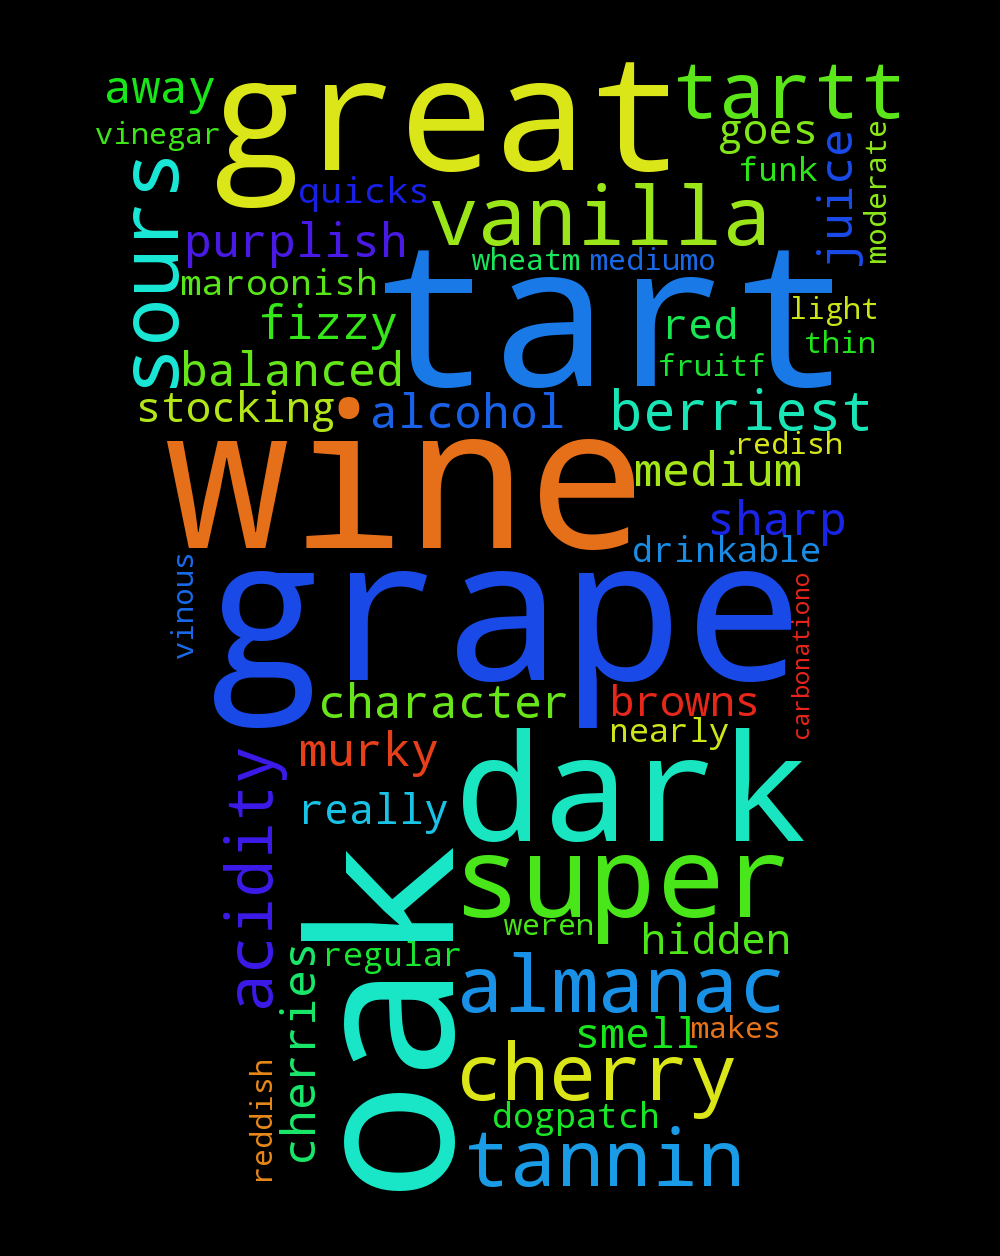 away
great
tartt
vinegar
goes
funk
juice
moderate
sours
quicks
vanilla
purplish
wheatm
mediumo
maroonish
tart
light
fizzy
red
thin
balanced
fruitf
stocking
alcohol
berriest
wine
redish
medium
sharp
drinkable
vinous
grape
carbonationo
character
browns
nearly
murky
dark
acidity
really
oak
super
weren
hidden
cherries
regular
almanac
makes
smell
cherry
reddish
dogpatch
tannin